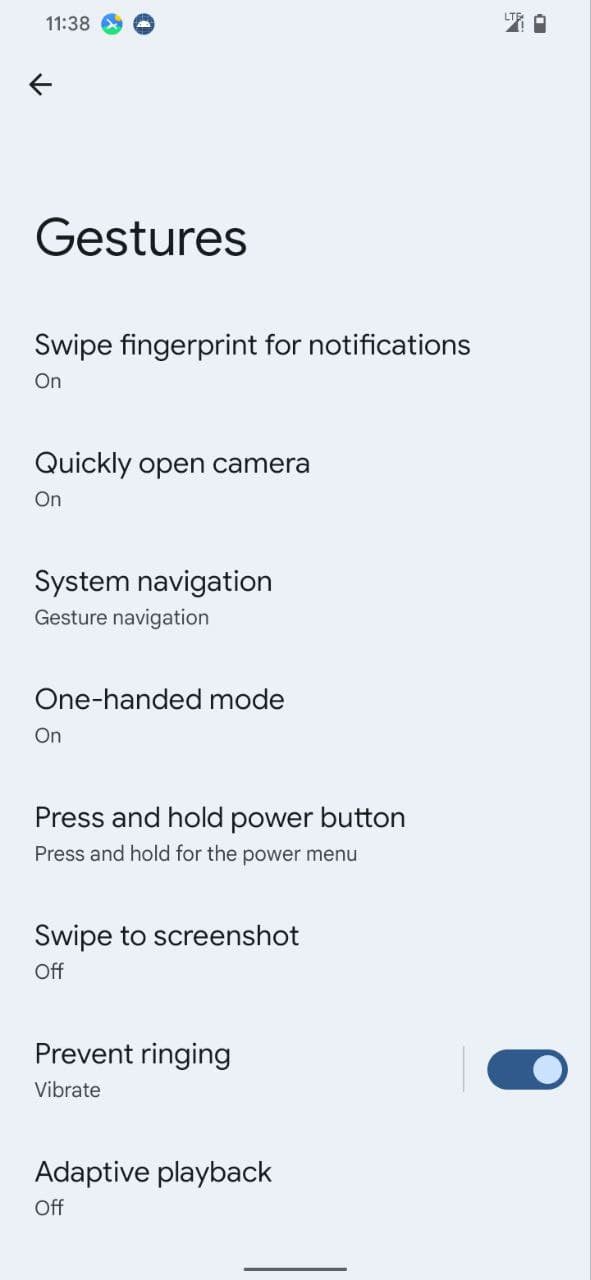 11:38
LTE
Gestures
Swipe fingerprint for notifications
On
Quickly open camera
On
System navigation
Gesture navigation
One-handed mode
On
Press and hold power button
Press and hold for the power menu
Swipe to screenshot
Off
Prevent ringing
Vibrate
Adaptive playback
Off